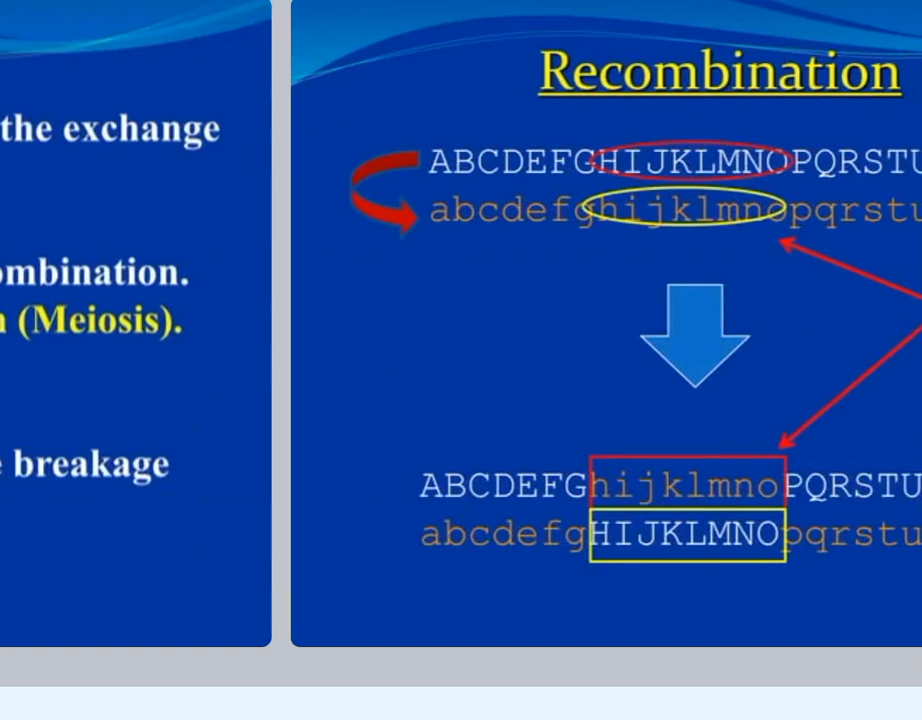 the exchange
ombination.
n (Meiosis).
e breakage
Recombination
ABCDEFGHIJKLMNOPQRSTU
abcdefghijklmnopqrstu
ABCDEFGhijklmnoPQRSTU
abcdefgHIJKLMNOpqrstu